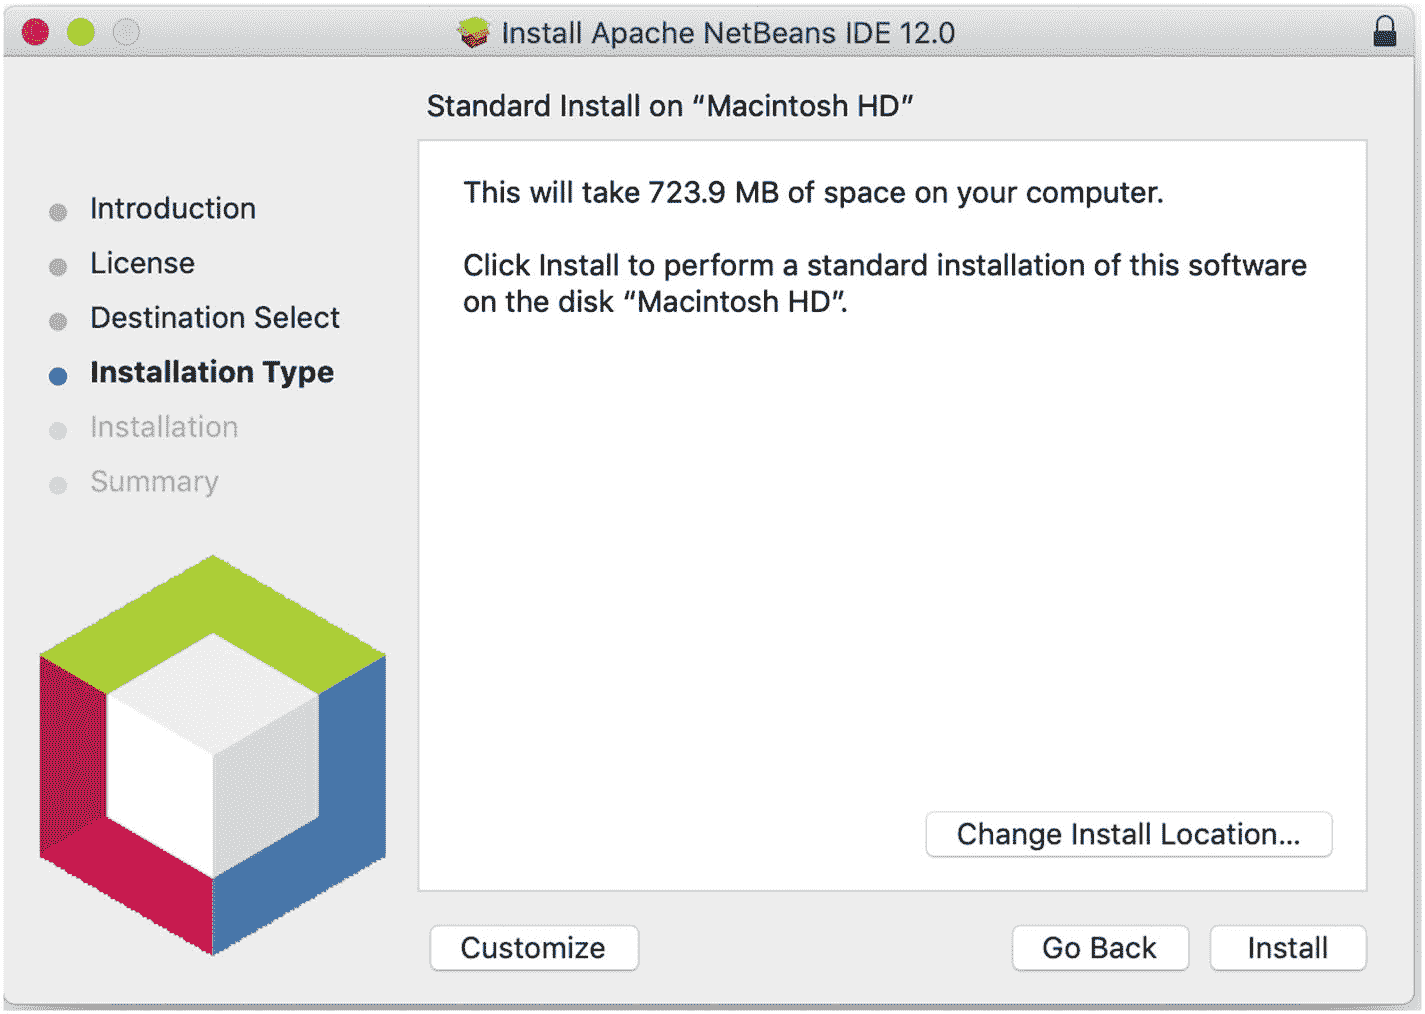 Install Apache NetBeans IDE 12.0
Standard Install on “Macintosh HD”
Introduction
License
Destination Select
Installation Type
Installation
Summary
This will take 723.9 MB of space on your computer.
Click Install to perform a standard installation of this software
on the disk “Macintosh HD”.
Change Install Location...
Customize
Go Back
Install